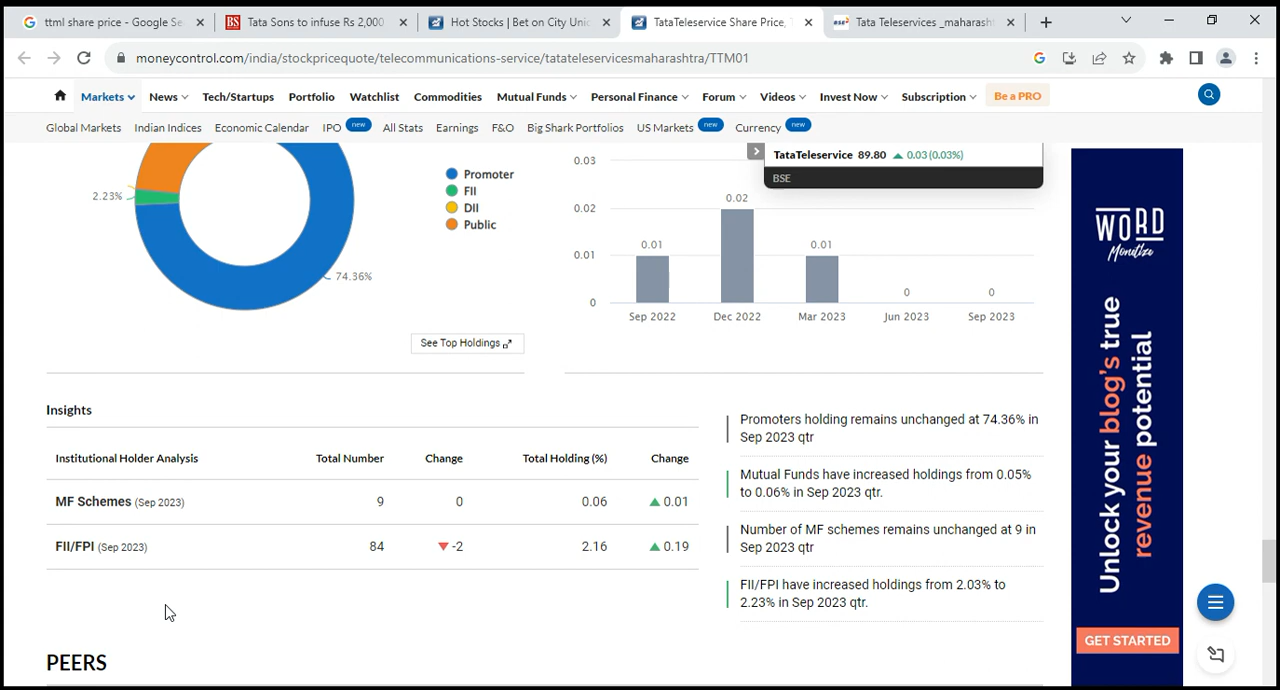 ttml share price - Google Se
Tata Sons to infuse Rs 2,000
Hot Stocks | Bet on City Unio
TataTeleservice Share Price, T
Tata Teleservices _maharasht
moneycontrol.com/india/stockpricequote/telecommunications-service/tatateleservicesmaharashtra/TTM01
Markets News Tech/Startups Portfolio Watchlist Commodities Mutual Funds Personal Finance Forum Videos Invest Now Subscription Be a PRO
Global Markets Indian Indices Economic Calendar IPO new All Stats Earnings F&O Big Shark Portfolios US Markets new Currency new
2.23%
74.36%
Promoter
FII
DII
Public
See Top Holdings
0.03
0.02
0.01
0
0.01
0.02
0.01
0
0
Sep 2022 Dec 2022 Mar 2023 Jun 2023 Sep 2023
TataTeleservice 89.80 ▲ 0.03 (0.03%)
BSE
Insights
Institutional Holder Analysis Total Number Change Total Holding (%) Change
MF Schemes (Sep 2023) 9 0 0.06 ▲ 0.01
FII/FPI (Sep 2023) 84 ▼ -2 2.16 ▲ 0.19
Promoters holding remains unchanged at 74.36% in
Sep 2023 qtr
Mutual Funds have increased holdings from 0.05%
to 0.06% in Sep 2023 qtr.
Number of MF schemes remains unchanged at 9 in
Sep 2023 qtr
FII/FPI have increased holdings from 2.03% to
2.23% in Sep 2023 qtr.
PEERS
WORD
Monetize
Unlock your blog's true
revenue potential
GET STARTED